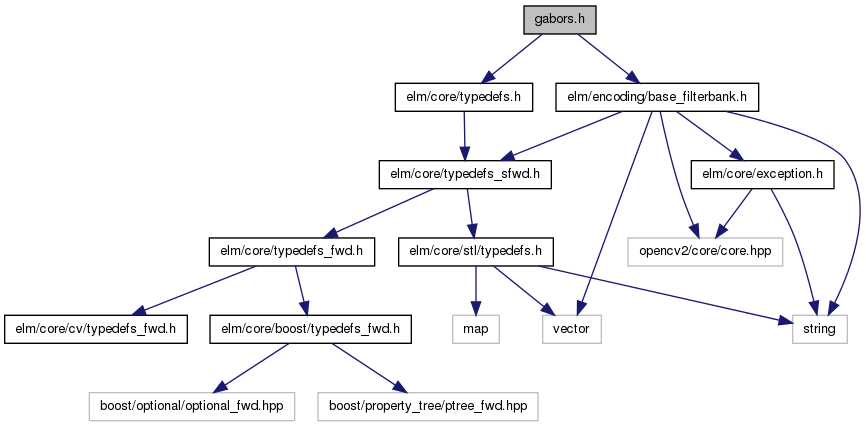 gabors.h
elm/core/typedefs.h
elm/encoding/base_filterbank.h
elm/core/typedefs_sfwd.h
elm/core/exception.h
elm/core/typedefs_fwd.h
elm/core/stl/typedefs.h
opencv2/core/core.hpp
elm/core/cv/typedefs_fwd.h
elm/core/boost/typedefs_fwd.h
map
vector
string
boost/optional/optional_fwd.hpp
boost/property_tree/ptree_fwd.hpp